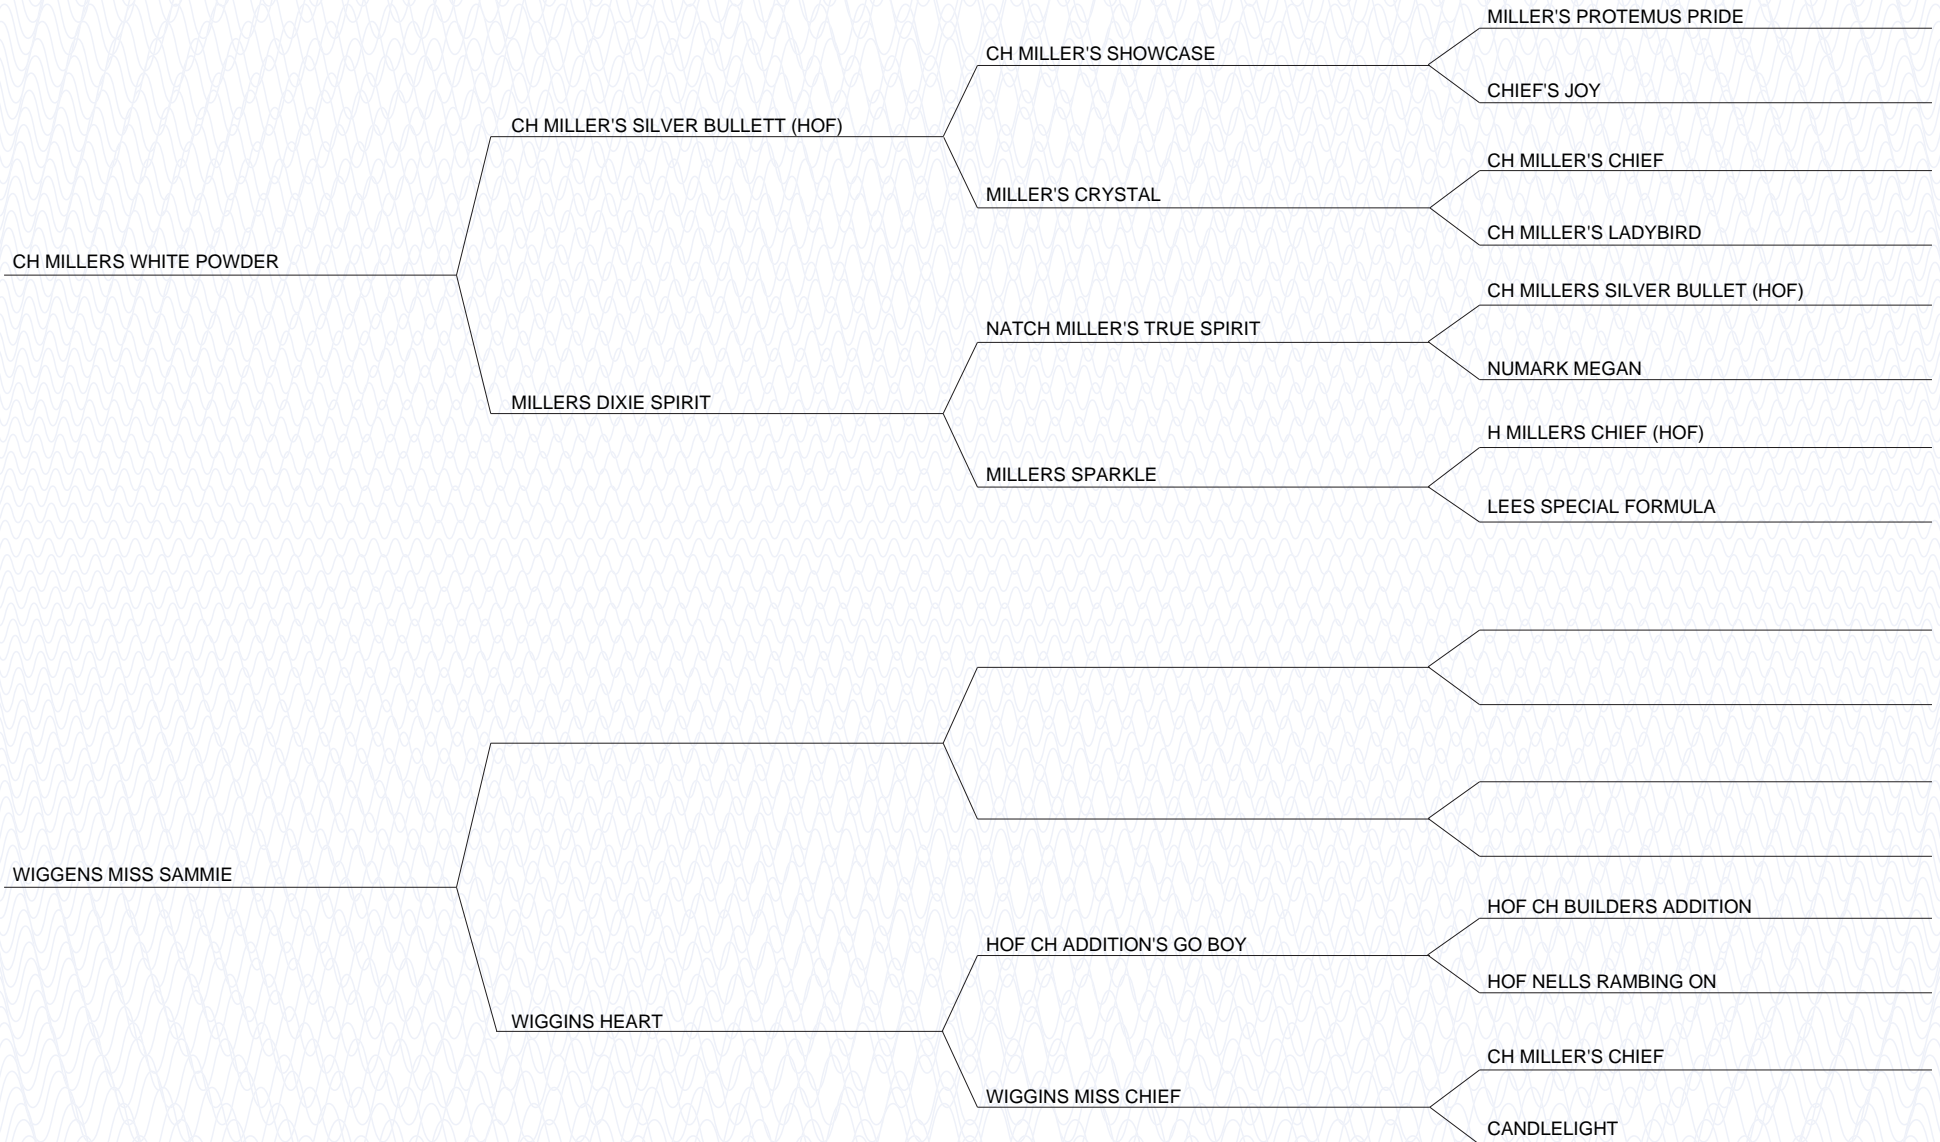 MILLER'S PROTEMUS PRIDE
CH MILLER'S SHOWCASE
CHIEF'S JOY
CH MILLER'S SILVER BULLETT (HOF)
CH MILLER'S CHIEF
MILLER'S CRYSTAL
CH MILLER'S LADYBIRD
CH MILLERS WHITE POWDER
CH MILLERS SILVER BULLET (HOF)
NATCH MILLER'S TRUE SPIRIT
NUMARK MEGAN
MILLERS DIXIE SPIRIT
H MILLERS CHIEF (HOF)
MILLERS SPARKLE
LEES SPECIAL FORMULA
WIGGENS MISS SAMMIE
HOF CH BUILDERS ADDITION
HOF CH ADDITION'S GO BOY
HOF NELLS RAMBING ON
WIGGINS HEART
CH MILLER'S CHIEF
WIGGINS MISS CHIEF
CANDLELIGHT